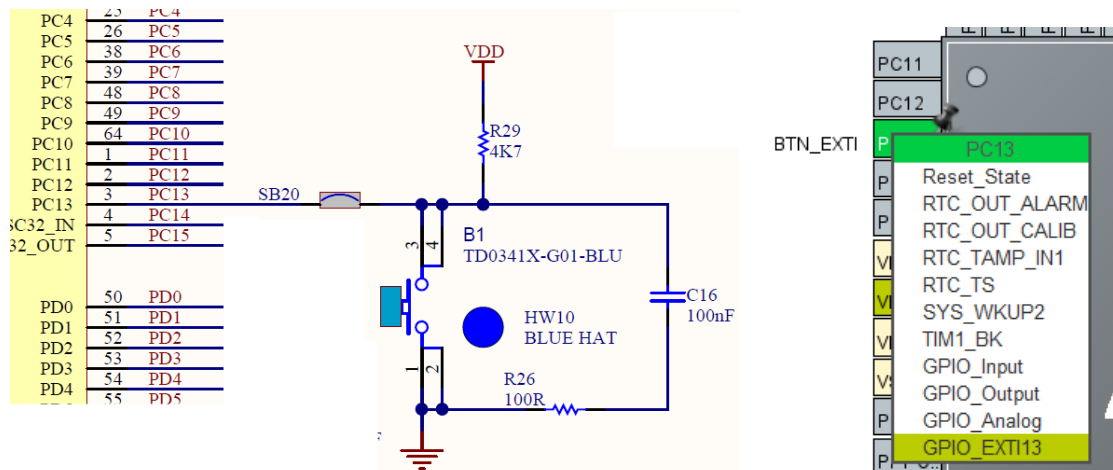 PC4 25 PC4
PC5 26 PC5
PC6 38 PC6
PC7 39 PC7
PC8 48 PC8
PC9 49 PC9
PC10 64 PC10
PC11 1 PC11
PC12 2 PC12
PC13 3 PC13
SC32_IN 4 PC14
32_OUT 5 PC15
PD0 50 PD0
PD1 51 PD1
PD2 52 PD2
PD3 53 PD3
PD4 54 PD4
55 PD5
SB20
VDD
R29
4K7
3 4
B1
TD0341X-G01-BLU
HW10
BLUE HAT
1 2
C16
100nF
R26
100R
PC11
PC12
BTN_EXTI
PC13
Reset_State
RTC_OUT_ALARM
RTC_OUT_CALIB
RTC_TAMP_IN1
RTC_TS
SYS_WKUP2
TIM1_BK
GPIO_Input
GPIO_Output
GPIO_Analog
GPIO_EXTI13